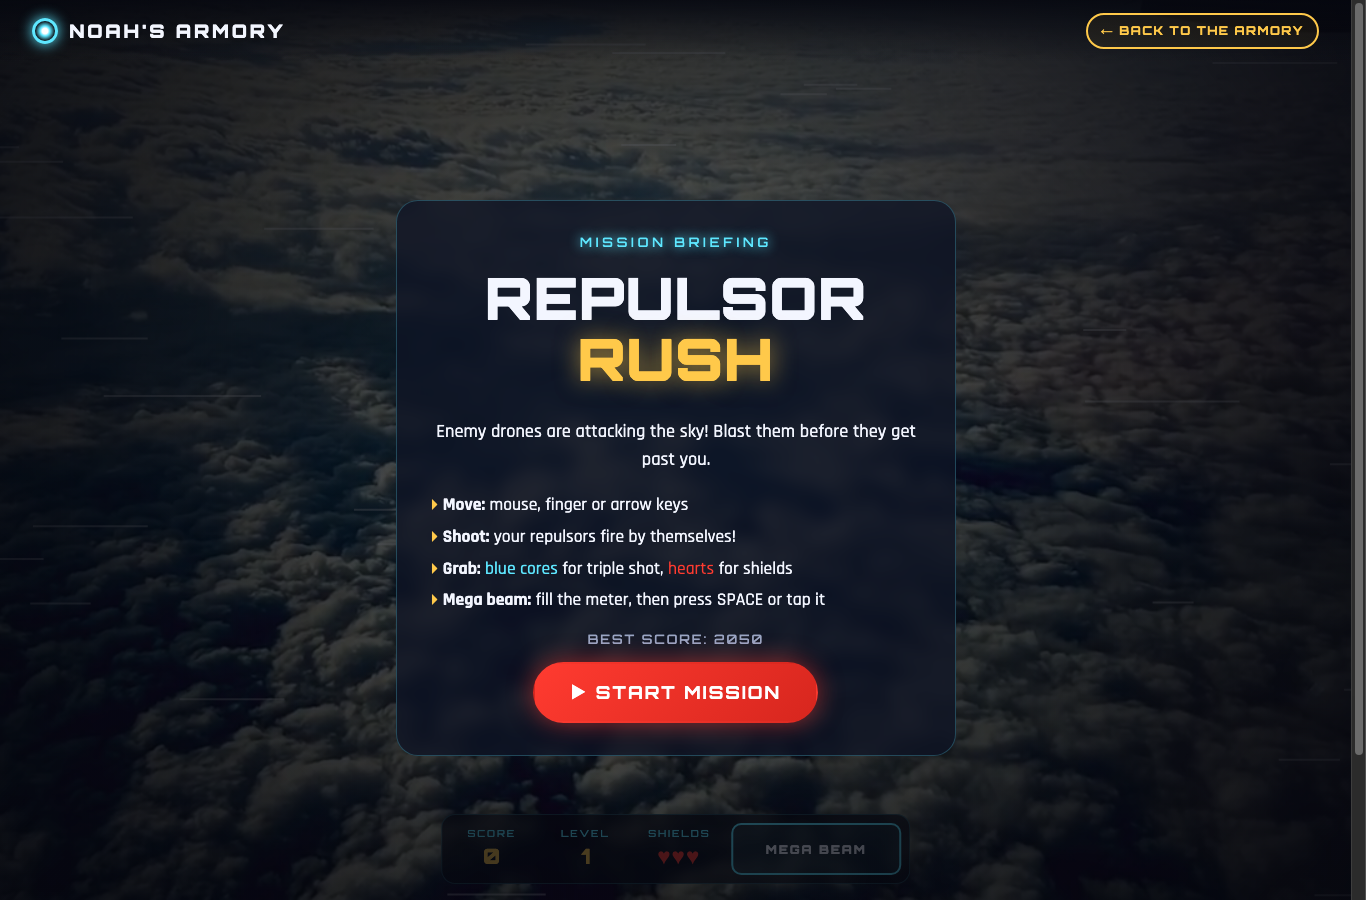 NOAH'S ARMORY
← BACK TO THE ARMORY
MISSION BRIEFING
REPULSOR
RUSH
Enemy drones are attacking the sky! Blast them before they get
past you.
Move: mouse, finger or arrow keys
Shoot: your repulsors fire by themselves!
Grab: blue cores for triple shot, hearts for shields
Mega beam: fill the meter, then press SPACE or tap it
BEST SCORE: 2050
▶ START MISSION
SCORE LEVEL SHIELDS
0 1 ♥♥♥
MEGA BEAM